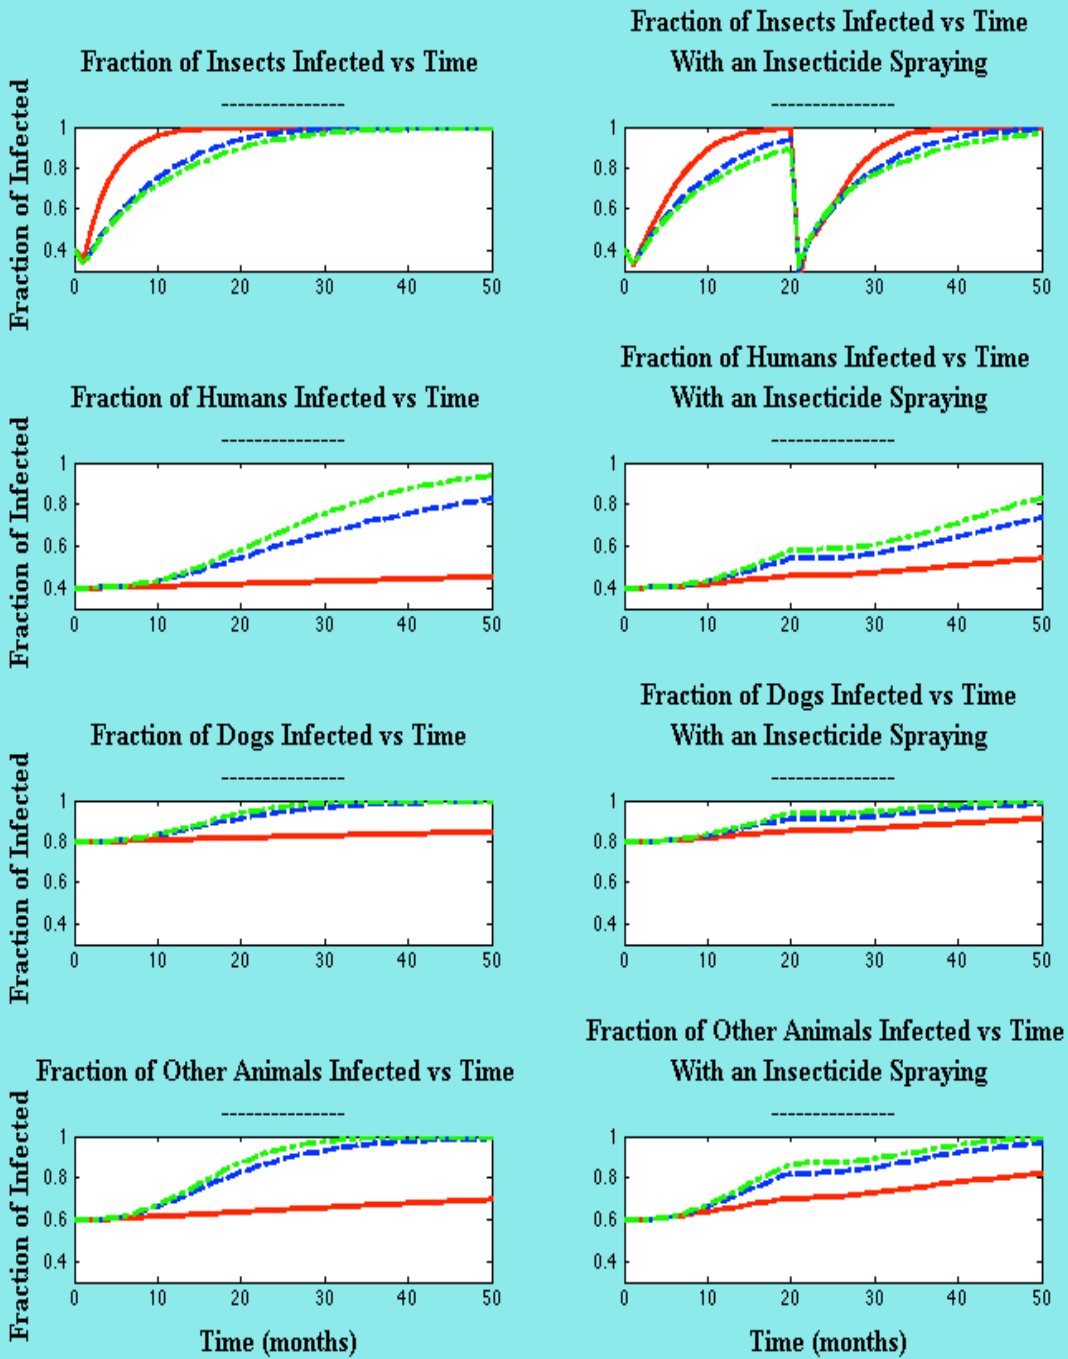 Fraction of Insects Infected vs Time
---------------
Fraction of Infected
1
0.8
0.6
0.4
0 10 20 30 40 50
Fraction of Insects Infected vs Time
With an Insecticide Spraying
---------------
1
0.8
0.6
0.4
0 10 20 30 40 50
Fraction of Humans Infected vs Time
---------------
Fraction of Infected
1
0.8
0.6
0.4
0 10 20 30 40 50
Fraction of Humans Infected vs Time
With an Insecticide Spraying
---------------
1
0.8
0.6
0.4
0 10 20 30 40 50
Fraction of Dogs Infected vs Time
---------------
Fraction of Infected
1
0.8
0.6
0.4
0 10 20 30 40 50
Fraction of Dogs Infected vs Time
With an Insecticide Spraying
---------------
1
0.8
0.6
0.4
0 10 20 30 40 50
Fraction of Other Animals Infected vs Time
---------------
Fraction of Infected
1
0.8
0.6
0.4
0 10 20 30 40 50
Time (months)
Fraction of Other Animals Infected vs Time
With an Insecticide Spraying
---------------
1
0.8
0.6
0.4
0 10 20 30 40 50
Time (months)